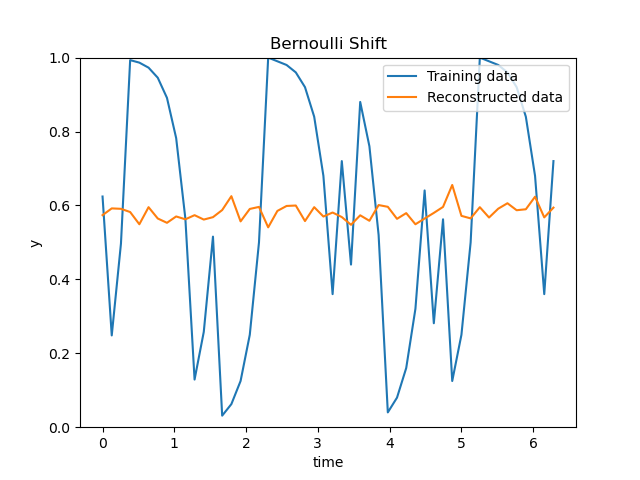 Bernoulli Shift
Training data
Reconstructed data
1.0
0.8
0.6
0.4
0.2
0.0
y
0 1 2 3 4 5 6
time